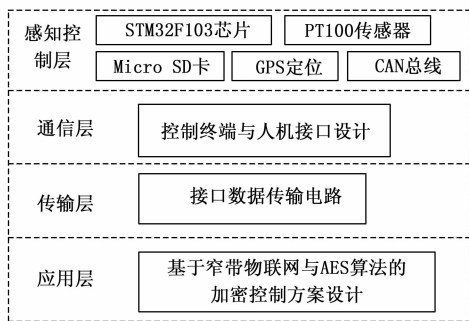 感知控
制层
STM32F103芯片
PT100传感器
Micro SD卡
GPS定位
CAN总线
通信层
控制终端与人机接口设计
传输层
接口数据传输电路
应用层
基于窄带物联网与AES算法的
加密控制方案设计